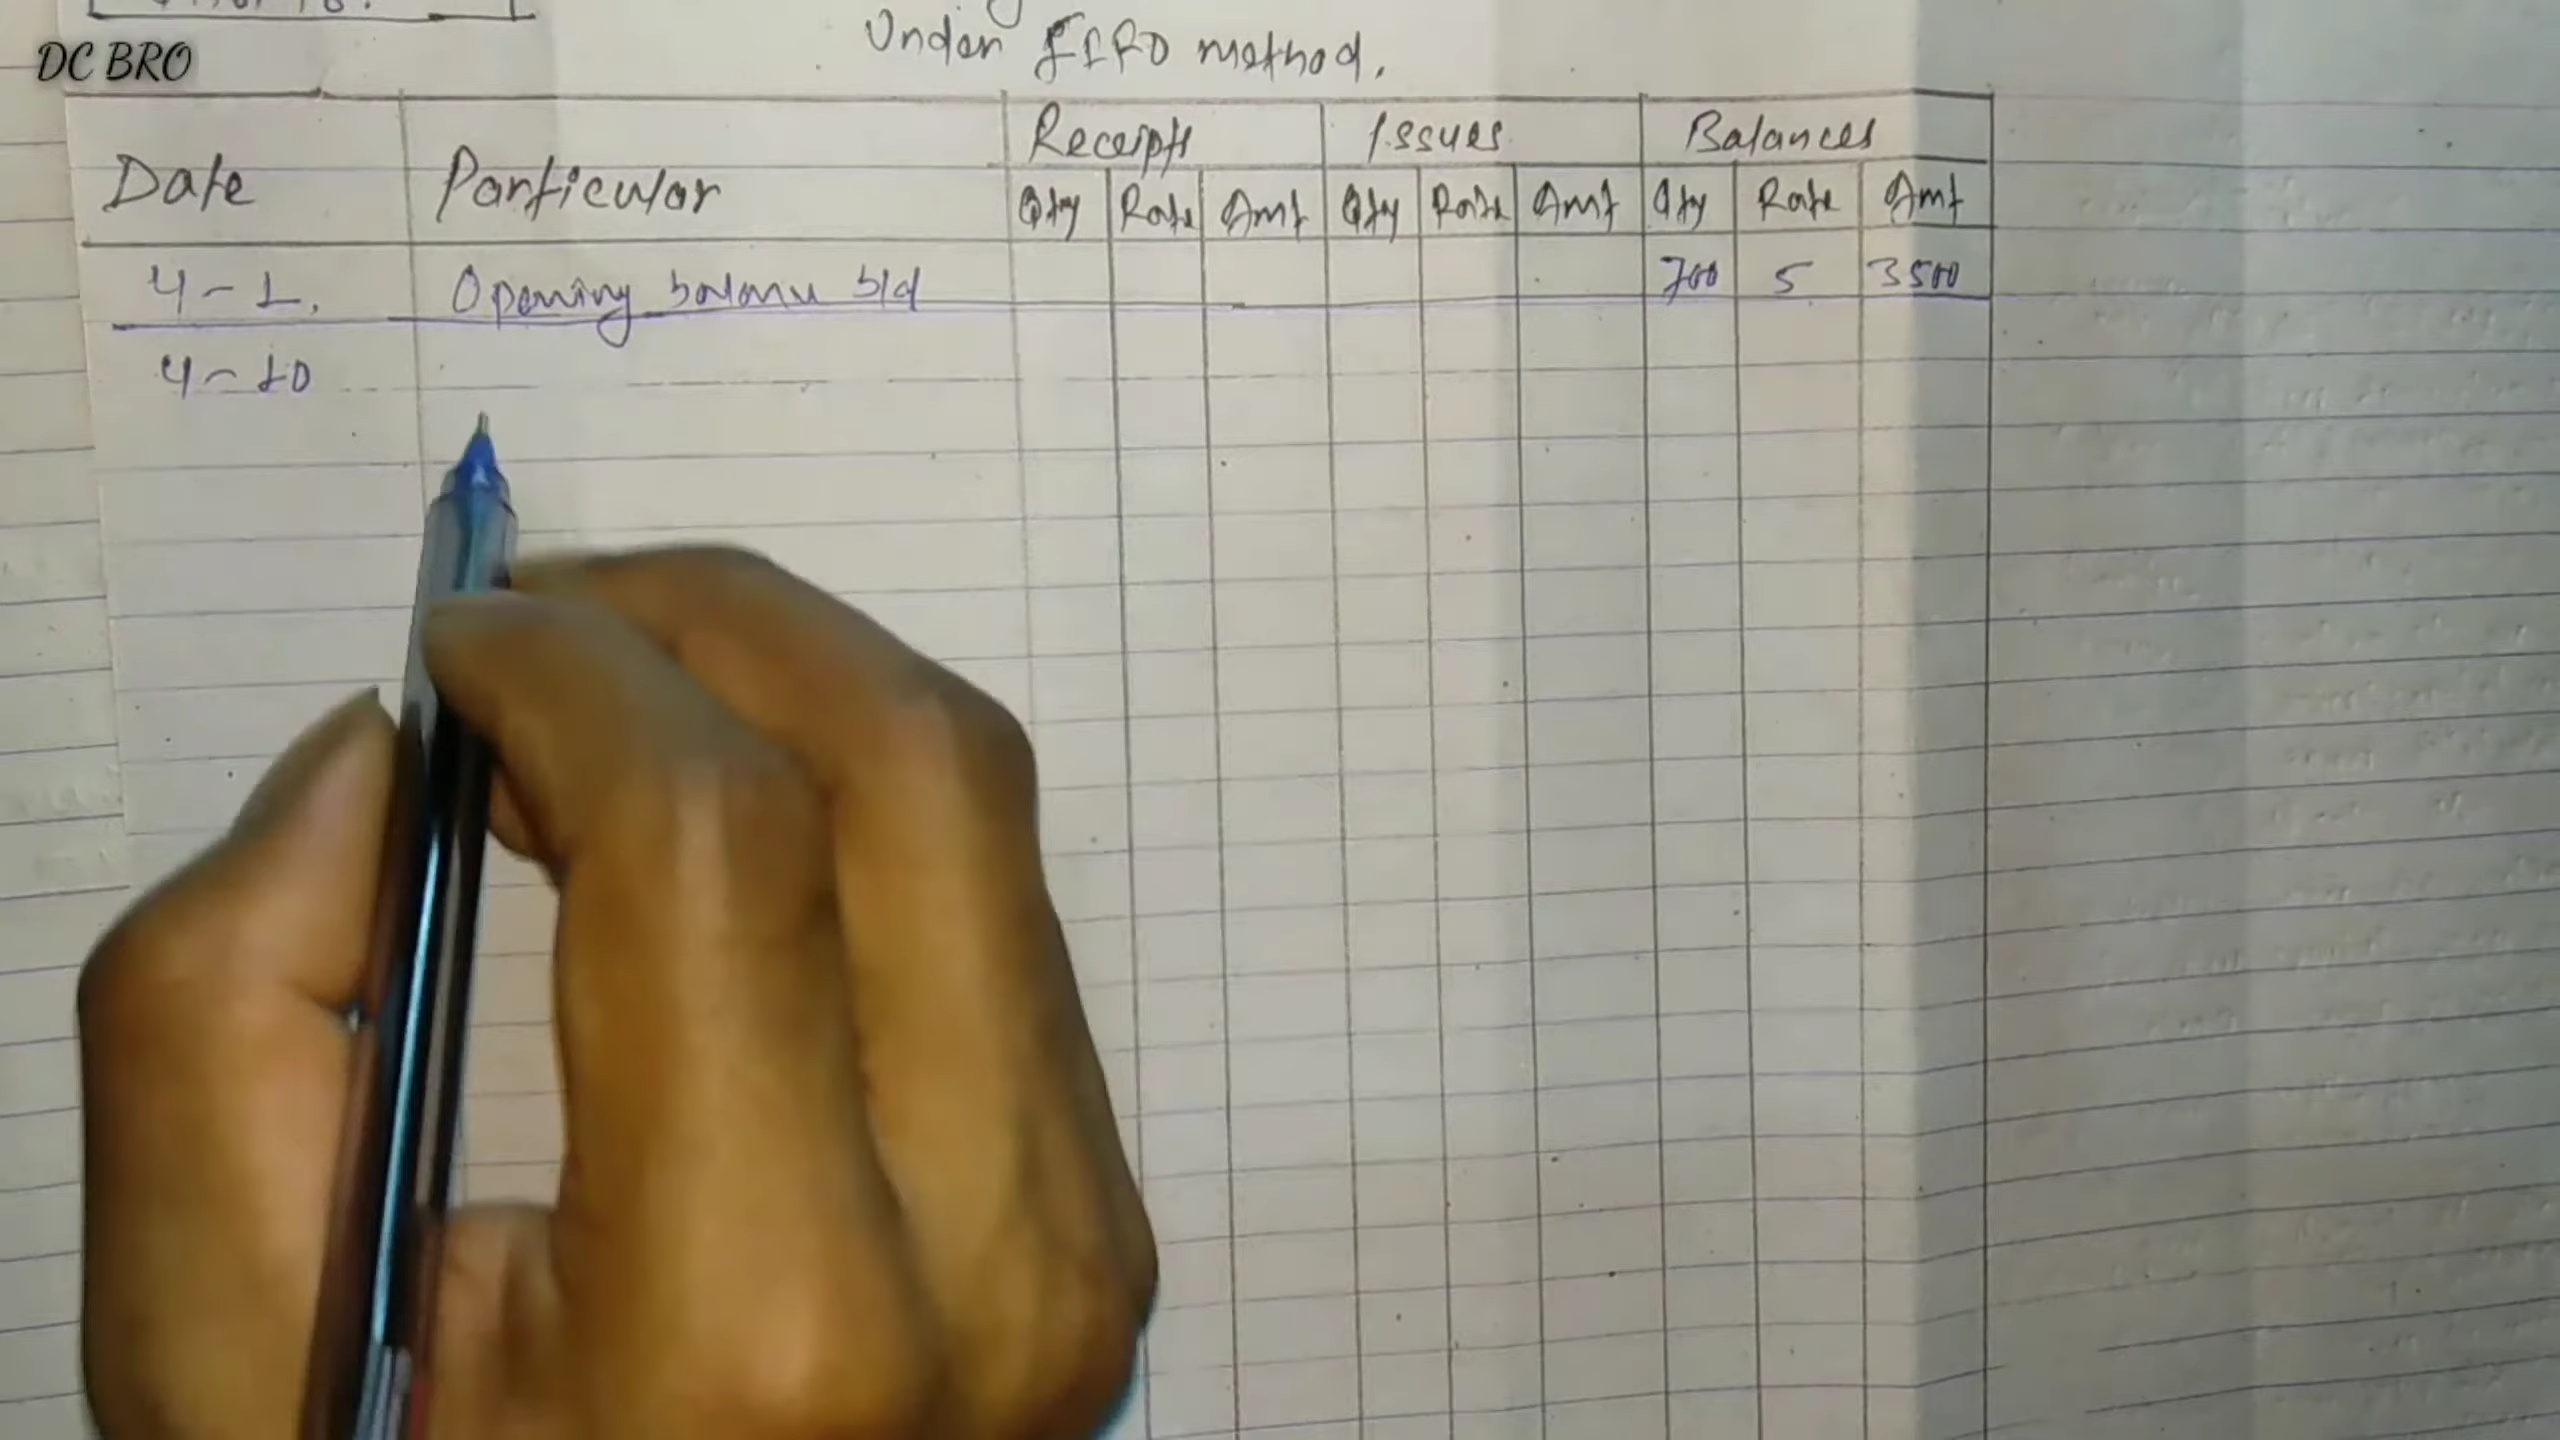 DC BRO
Under FIFO method.
Date Particular Receipts Issues Balances
Qty Rate Amt Qty Rate Amt Qty Rate Amt
4-1. Opening balance b/d 700 5 3500
4-10